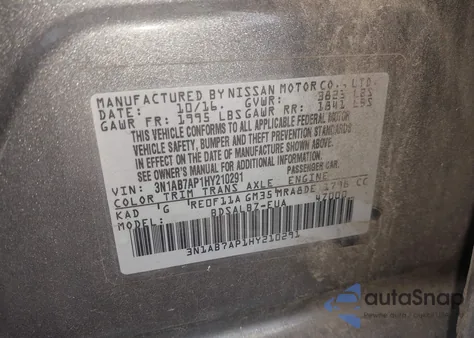 MANUFACTURED BY NISSAN MOTOR CO., LTD.
DATE: 10/16 GVWR: 3823 LBS
GAWR FR: 1995 LBS GAWR RR: 1841 LBS
THIS VEHICLE CONFORMS TO ALL APPLICABLE FEDERAL MOTOR
VEHICLE SAFETY, BUMPER AND THEFT PREVENTION STANDARDS
IN EFFECT ON THE DATE OF MANUFACTURE SHOWN ABOVE.
SEE OWNER'S MANUAL FOR ADDITIONAL INFORMATION.
VIN: 3N1AB7AP1HY210291 PASSENGER CAR
COLOR TRIM TRANS AXLE ENGINE
KAD G RE0F11A GM35 MRA8DE 1798 CC
MODEL: BDSALBZ-EUA 47000
3N1AB7AP1HY210291
autoSnap